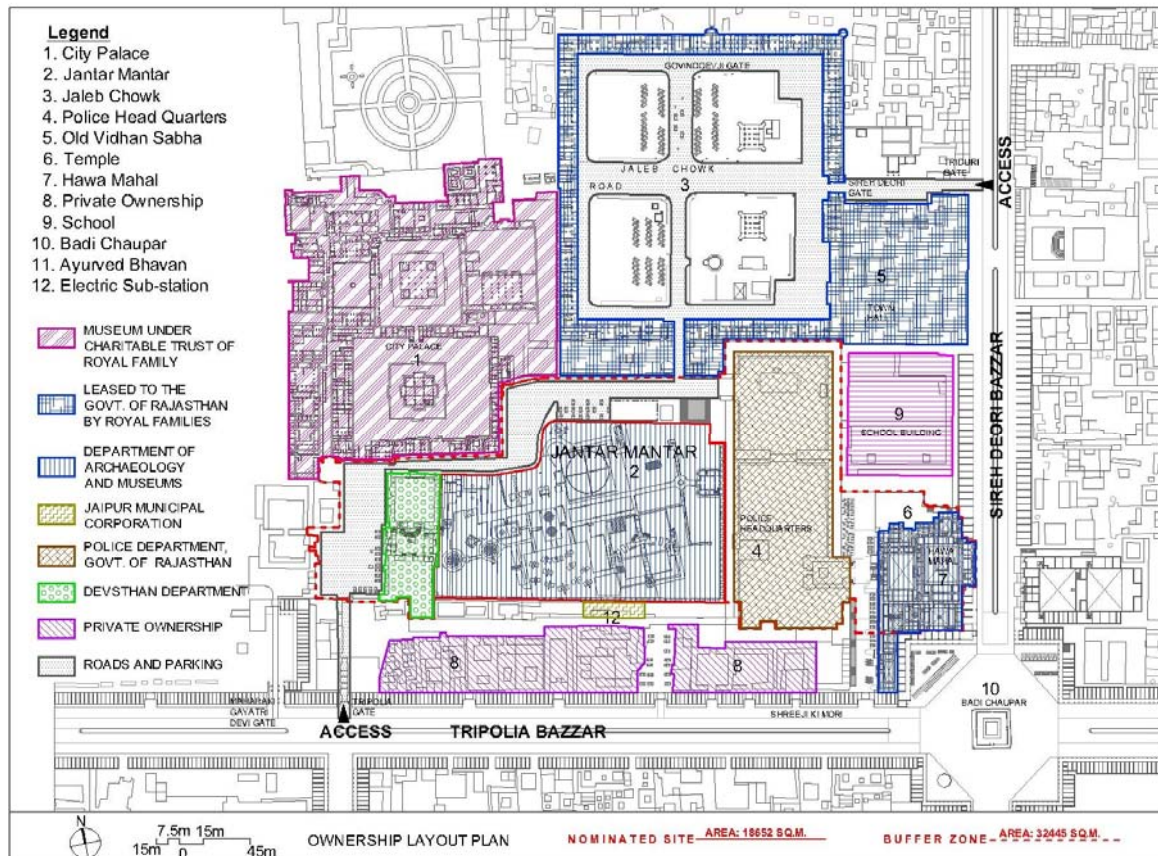 Legend
1. City Palace
2. Jantar Mantar
3. Jaleb Chowk
4. Police Head Quarters
5. Old Vidhan Sabha
6. Temple
7. Hawa Mahal
8. Private Ownership
9. School
10. Badi Chaupar
11. Ayurved Bhavan
12. Electric Sub-station
MUSEUM UNDER
CHARITABLE TRUST OF
ROYAL FAMILY
LEASED TO THE
GOVT. OF RAJASTHAN
BY ROYAL FAMILIES
DEPARTMENT OF
ARCHAEOLOGY
AND MUSEUMS
JAIPUR MUNICIPAL
CORPORATION
POLICE DEPARTMENT,
GOVT. OF RAJASTHAN
DEVSTHAN DEPARTMENT
PRIVATE OWNERSHIP
ROADS AND PARKING
GOVINDDEVJI GATE
JALEB CHOWK
ROAD
3
SIREH DEORI
GATE
GATE
ACCESS
5
TOWN
CITY PALACE
1
9
SCHOOL BUILDING
JANTAR MANTAR
2
POLICE
HEADQUARTERS
4
6
HAWA
MAHAL
7
SIREH DEORI BAZZAR
12
8
8
GAYATRI
DEVI GATE
TRIPOLIA
GATE
SHREEJI KI MORI
10
BADI CHAUPAR
ACCESS
TRIPOLIA BAZZAR
N
7.5m 15m
15m 0 45m
OWNERSHIP LAYOUT PLAN
NOMINATED SITE AREA: 18652 SQ.M.
BUFFER ZONE AREA: 32445 SQ.M.